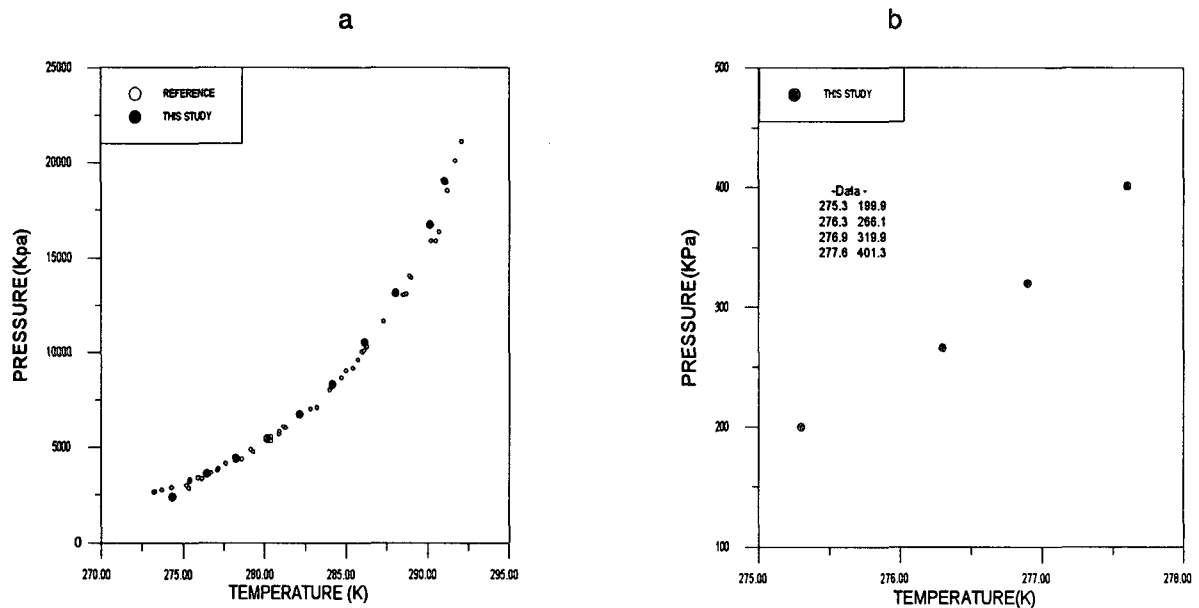 a
25000
20000
15000
10000
5000
0
PRESSURE(Kpa)
REFERENCE
THIS STUDY
270.00 275.00 280.00 285.00 290.00 295.00
TEMPERATURE (K)
b
500
400
300
200
100
PRESSURE(KPa)
THIS STUDY
-Data -
275.3 199.9
276.3 266.1
276.9 319.9
277.6 401.3
275.00 276.00 277.00 278.00
TEMPERATURE(K)